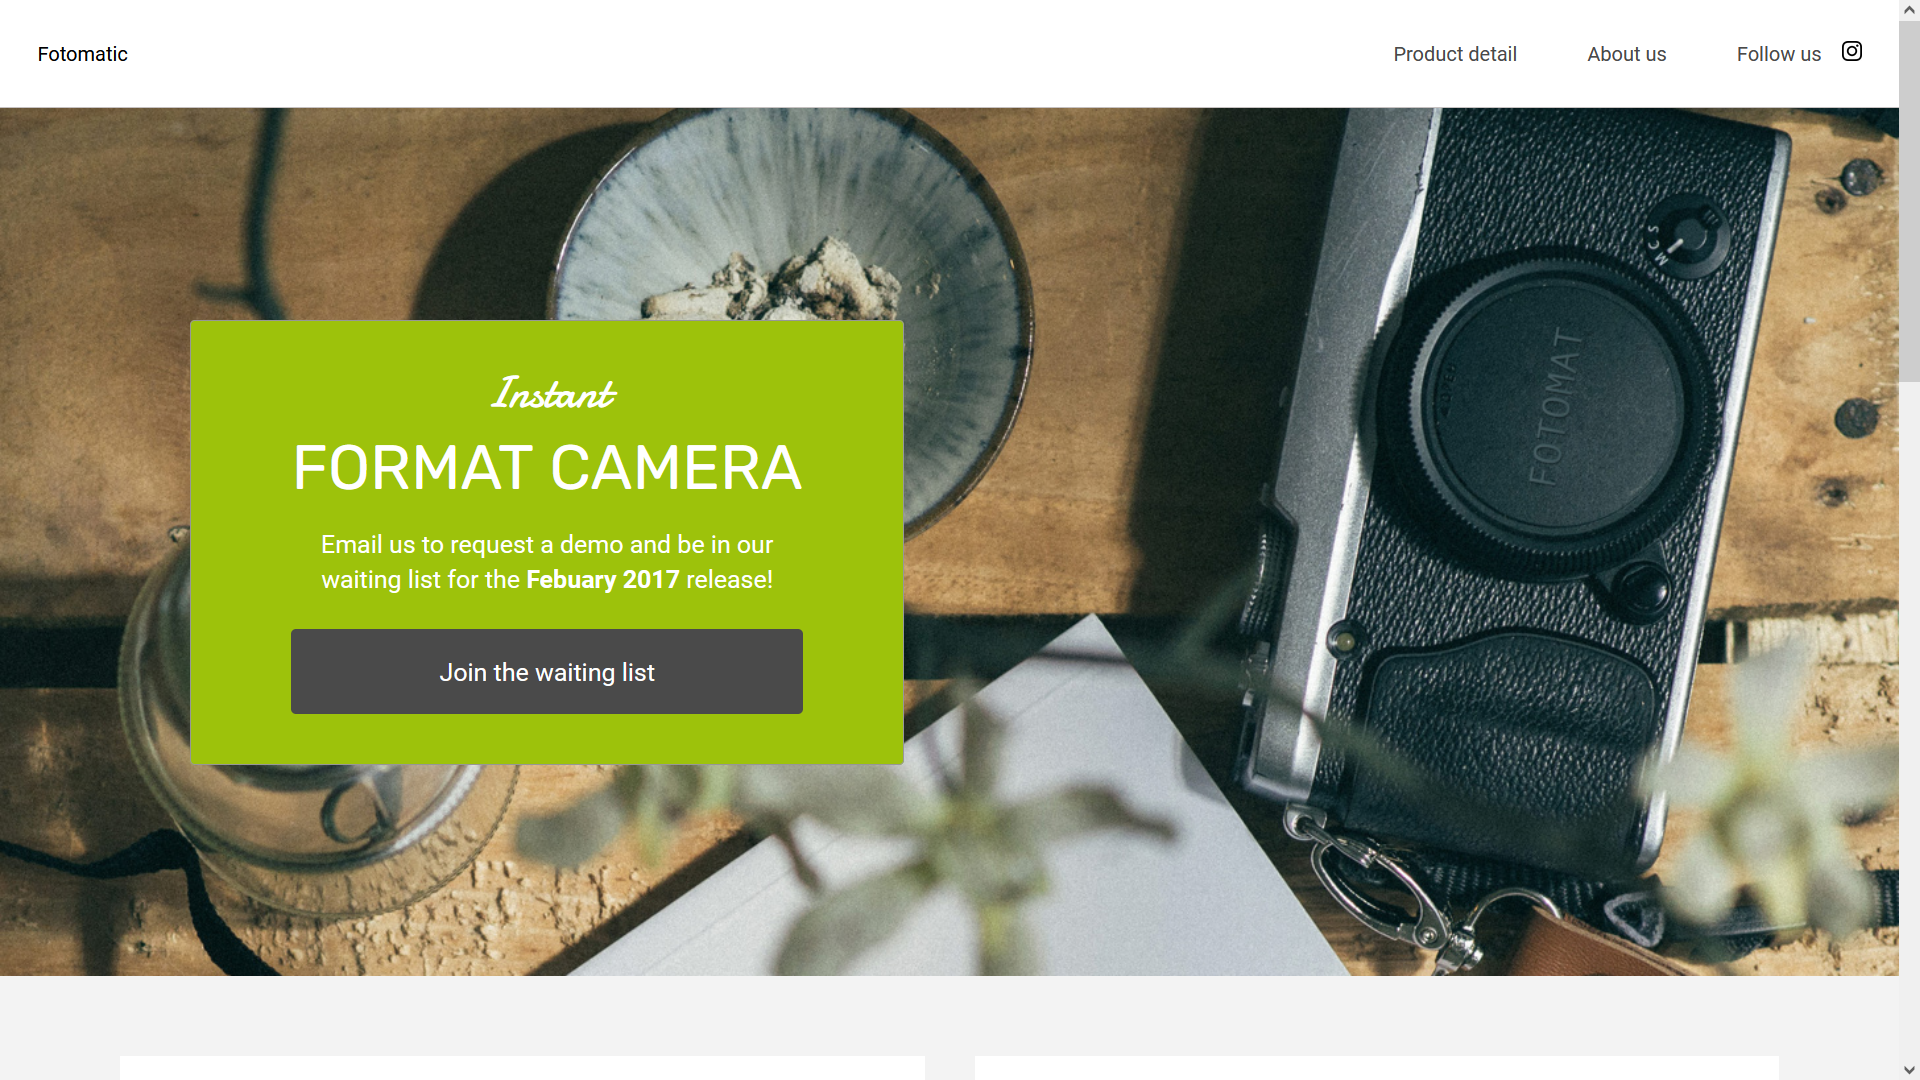 Fotomatic
Product detail
About us
Follow us
Instant
FORMAT CAMERA
Email us to request a demo and be in our
waiting list for the Febuary 2017 release!
Join the waiting list
FOTOMAT
M C S